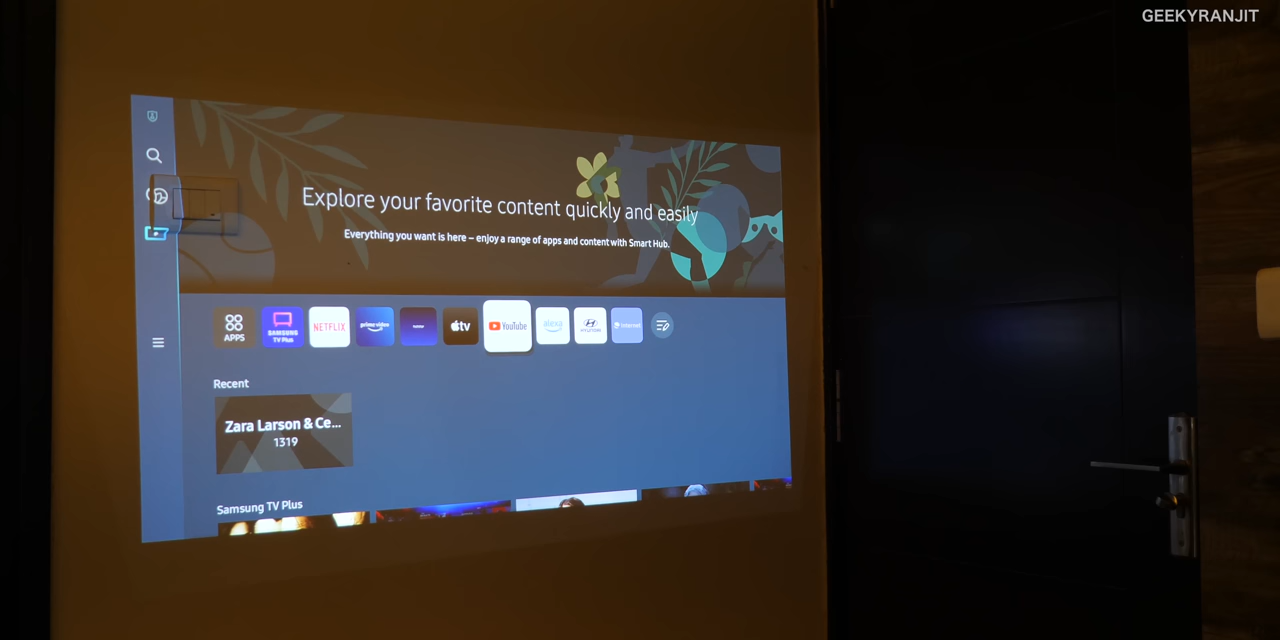 GEEKYRANJIT
Explore your favorite content quickly and easily
Everything you want is here – enjoy a range of apps and content with Smart Hub.
APPS
SAMSUNG
TV Plus
NETFLIX
prime video
tv
YouTube
alexa
HYUNDAI
Internet
Recent
Zara Larson & Ce...
1319
Samsung TV Plus